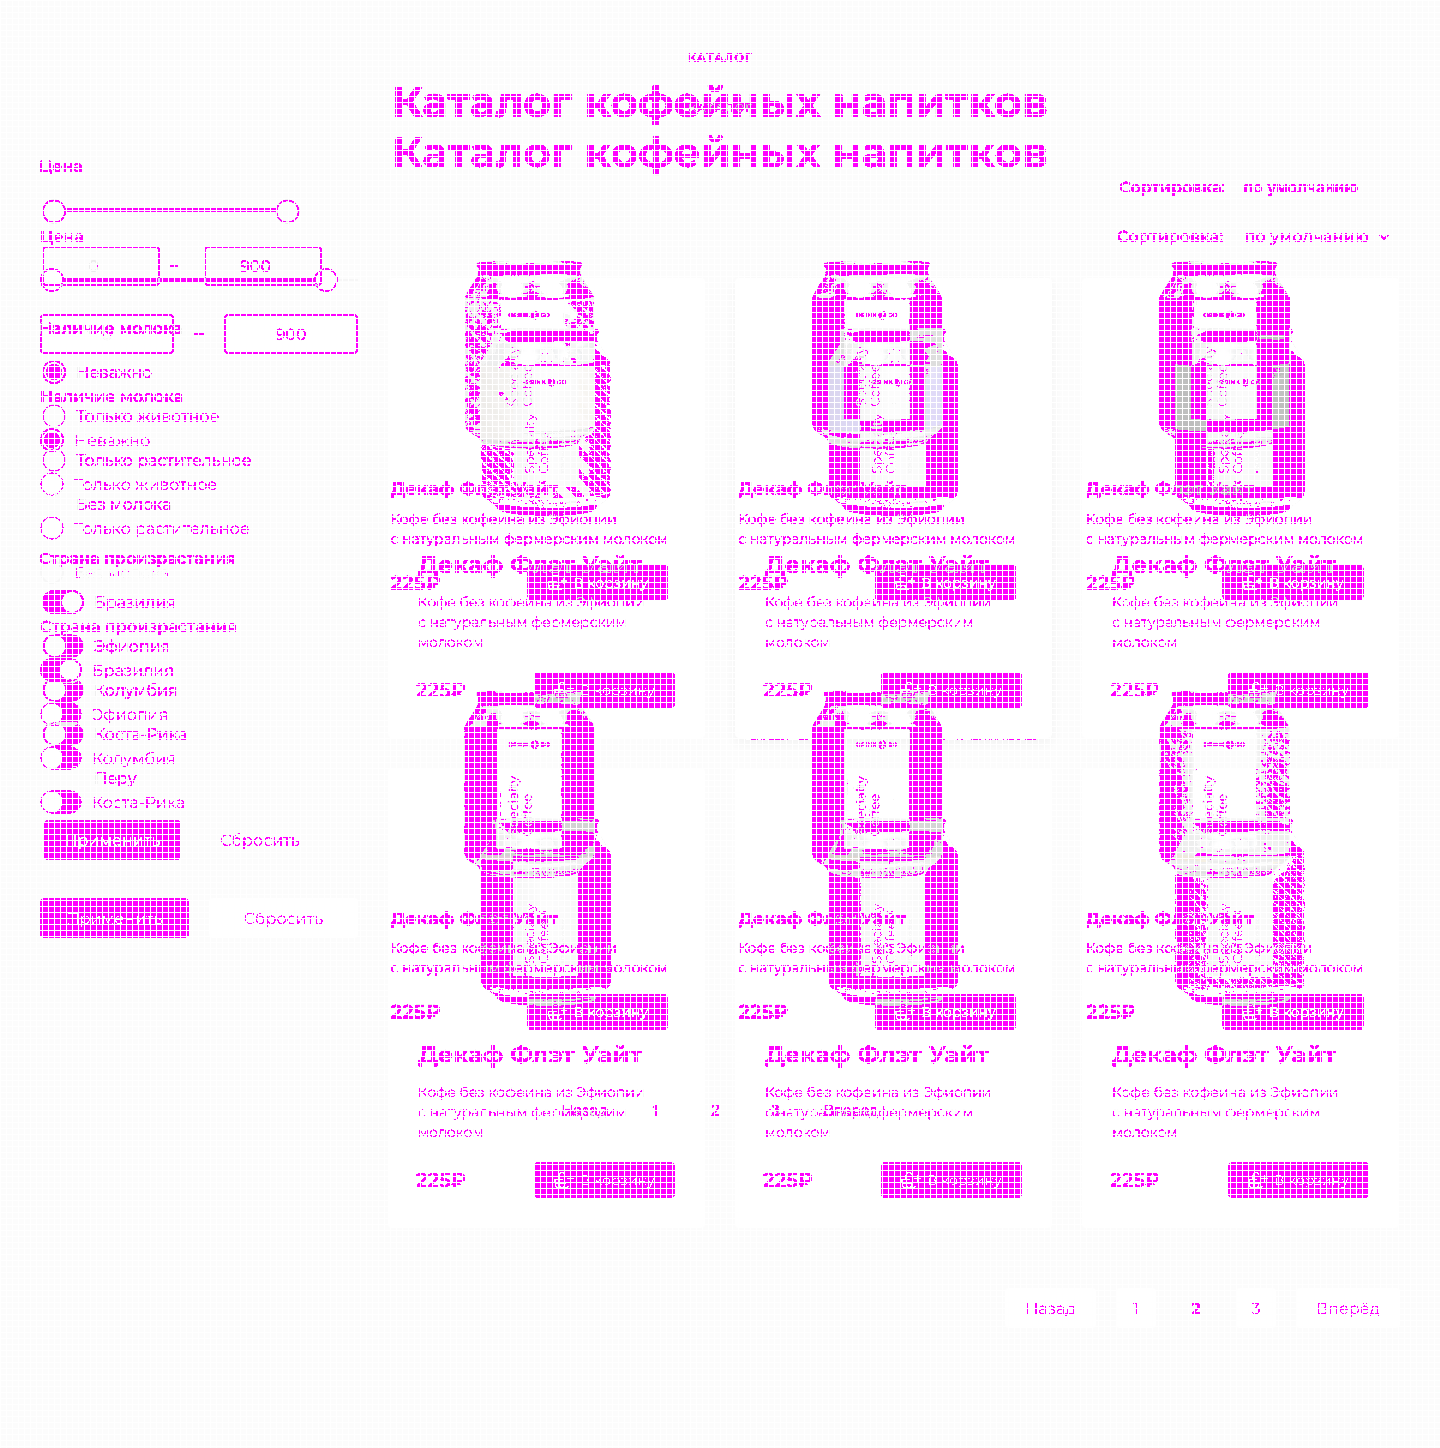 КАТАЛОГ
Каталог кофейных напитков
Каталог кофейных напитков
Цена
Сортировка: по умолчанию
Цена
Сортировка: по умолчанию
– 900
Наличие молока – 900
Неважно
Наличие молока
Только животное
Неважно
Только растительное
Только животное
Без молока
Только растительное
Страна произрастания
Бразилия
Страна произрастания
Эфиопия
Бразилия
Колумбия
Эфиопия
Коста-Рика
Колумбия
Перу
Коста-Рика
Применить Сбросить
Применить Сбросить
Декаф Флэт Уайт
Кофе без кофеина из Эфиопии
с натуральным фермерским молоком
Декаф Флэт Уайт
225₽ В корзину
Кофе без кофеина из Эфиопии
с натуральным фермерским
молоком
225₽ В корзину
Декаф Флэт Уайт
Кофе без кофеина из Эфиопии
с натуральным фермерским молоком
Декаф Флэт Уайт
225₽ В корзину
Кофе без кофеина из Эфиопии
с натуральным фермерским
молоком
225₽ В корзину
Декаф Флэт Уайт
Кофе без кофеина из Эфиопии
с натуральным фермерским молоком
Декаф Флэт Уайт
225₽ В корзину
Кофе без кофеина из Эфиопии
с натуральным фермерским
молоком
225₽ В корзину
Декаф Флэт Уайт
Кофе без кофеина из Эфиопии
с натуральным фермерским молоком
225₽ В корзину
Декаф Флэт Уайт
Кофе без кофеина из Эфиопии
с натуральным фермерским
молоком
225₽ В корзину
Декаф Флэт Уайт
Кофе без кофеина из Эфиопии
с натуральным фермерским молоком
225₽ В корзину
Декаф Флэт Уайт
Кофе без кофеина из Эфиопии
с натуральным фермерским
молоком
225₽ В корзину
Декаф Флэт Уайт
Кофе без кофеина из Эфиопии
с натуральным фермерским молоком
225₽ В корзину
Декаф Флэт Уайт
Кофе без кофеина из Эфиопии
с натуральным фермерским
молоком
225₽ В корзину
Назад 1 2 3 Вперёд
Назад 1 2 3 Вперёд